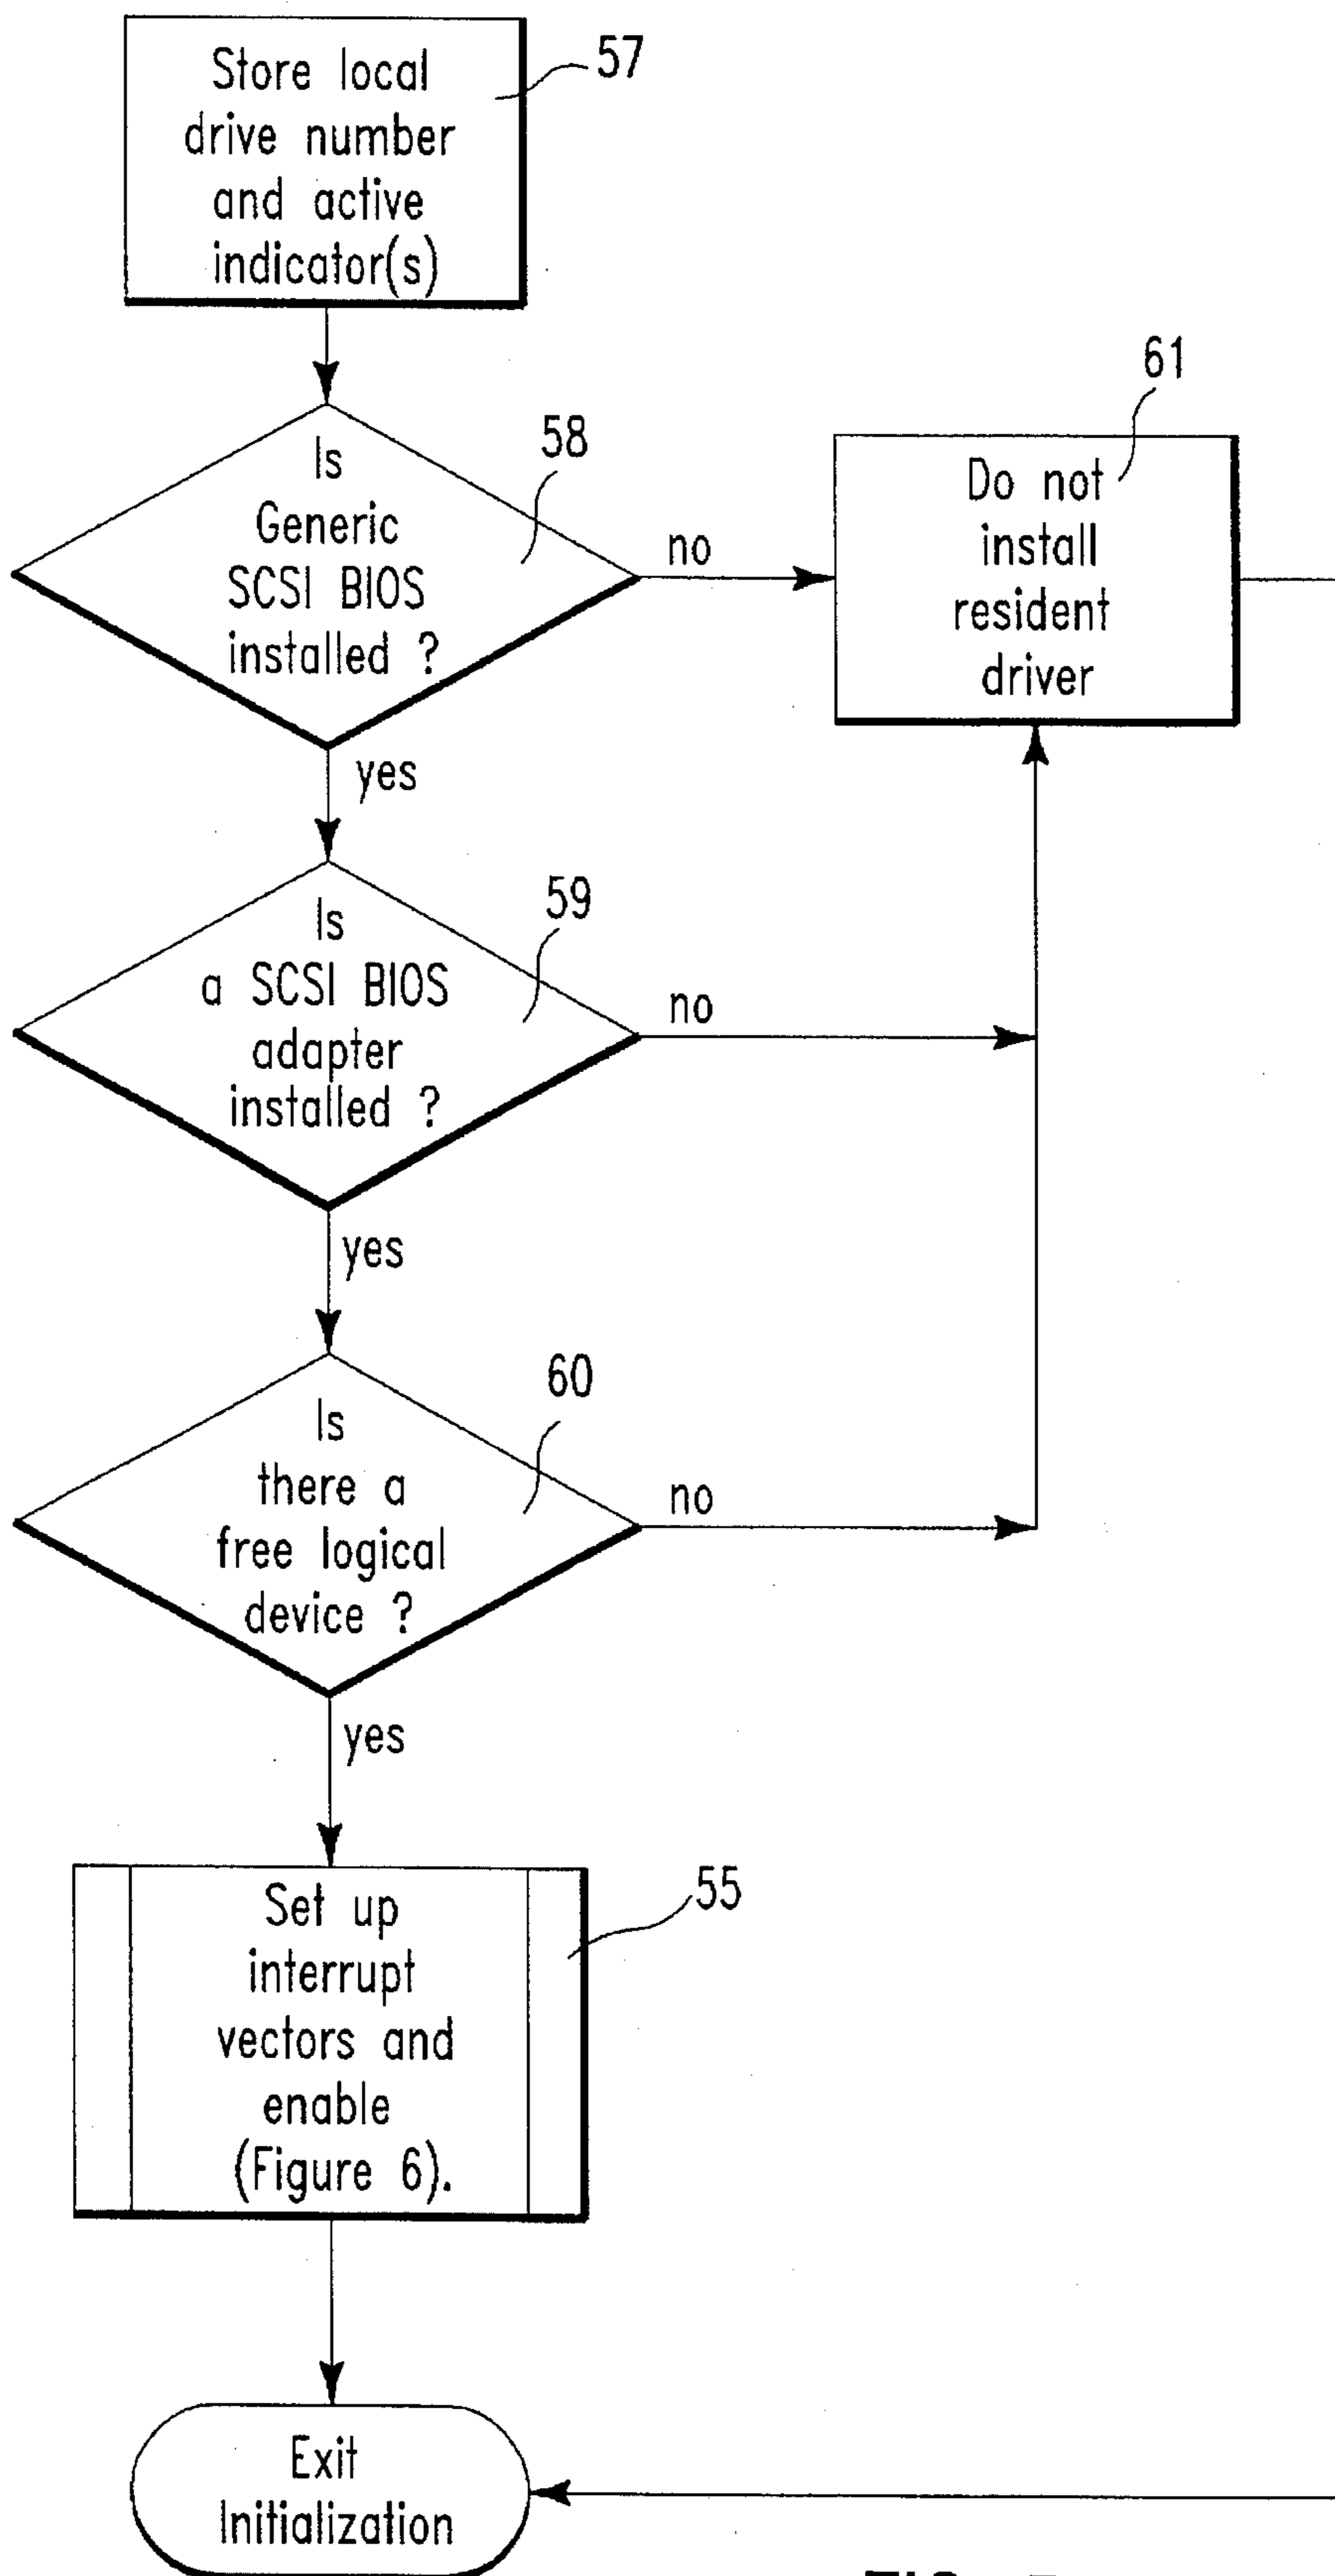 Store local
drive number
and active
indicator(s)
57
Is
Generic
SCSI BIOS
installed ?
58
no
yes
Do not
install
resident
driver
61
Is
a SCSI BIOS
adapter
installed ?
59
no
yes
Is
there a
free logical
device ?
60
no
yes
Set up
interrupt
vectors and
enable
(Figure 6).
55
Exit
Initialization